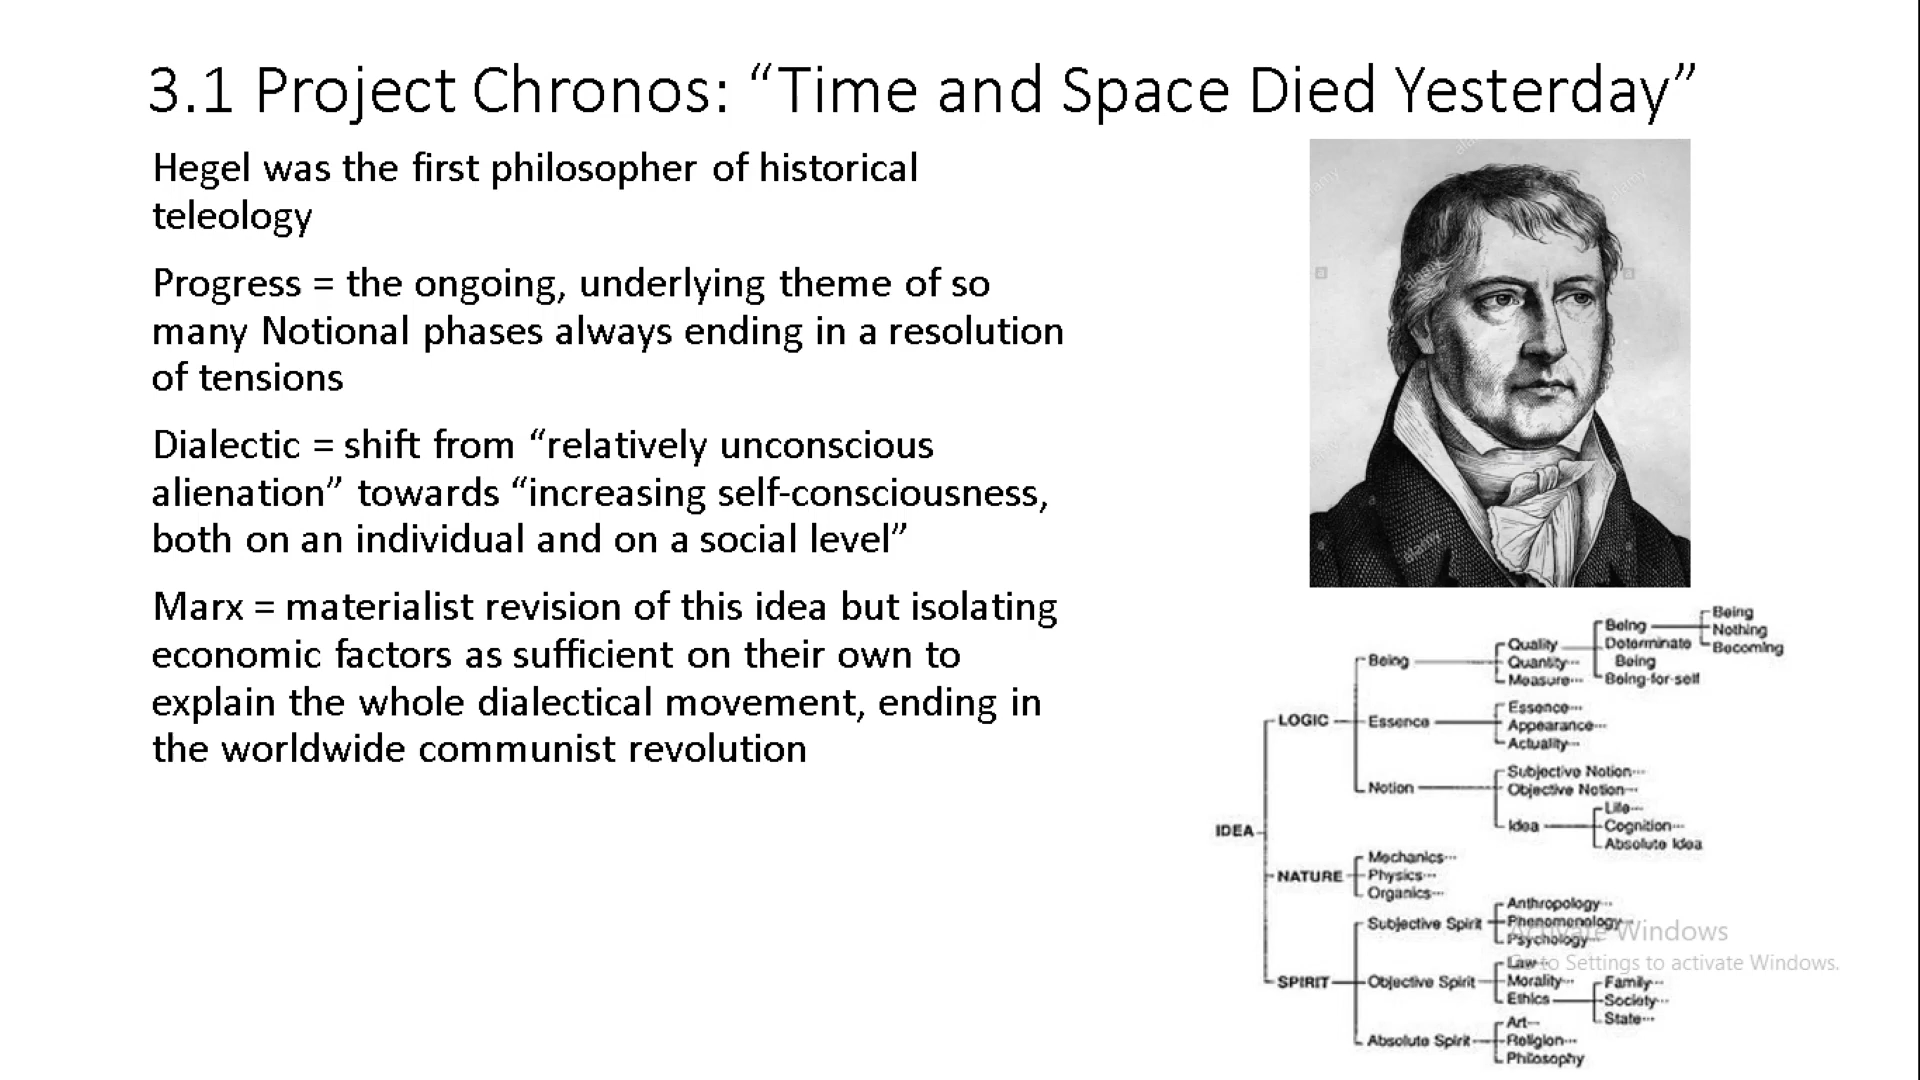 3.1 Project Chronos: “Time and Space Died Yesterday”
Hegel was the first philosopher of historical
teleology
Progress = the ongoing, underlying theme of so
many Notional phases always ending in a resolution
of tensions
Dialectic = shift from “relatively unconscious
alienation” towards “increasing self-consciousness,
both on an individual and on a social level”
Marx = materialist revision of this idea but isolating
economic factors as sufficient on their own to
explain the whole dialectical movement, ending in
the worldwide communist revolution
alamy
alamy
alamy
alamy
IDEA
LOGIC
Being
Quality
Being
Being
Nothing
Becoming
Determinate
Being
Being-for-self
Quantity...
Measure...
Essence
Essence...
Appearance...
Actuality...
Notion
Subjective Notion...
Objective Notion...
Idea
Life...
Cognition...
Absolute Idea
NATURE
Mechanics...
Physics...
Organics...
SPIRIT
Subjective Spirit
Anthropology...
Phenomenology...
Psychology...
Objective Spirit
Law...
Morality...
Ethics
Family...
Society...
State...
Absolute Spirit
Art...
Religion...
Philosophy
Activate Windows
Go to Settings to activate Windows.